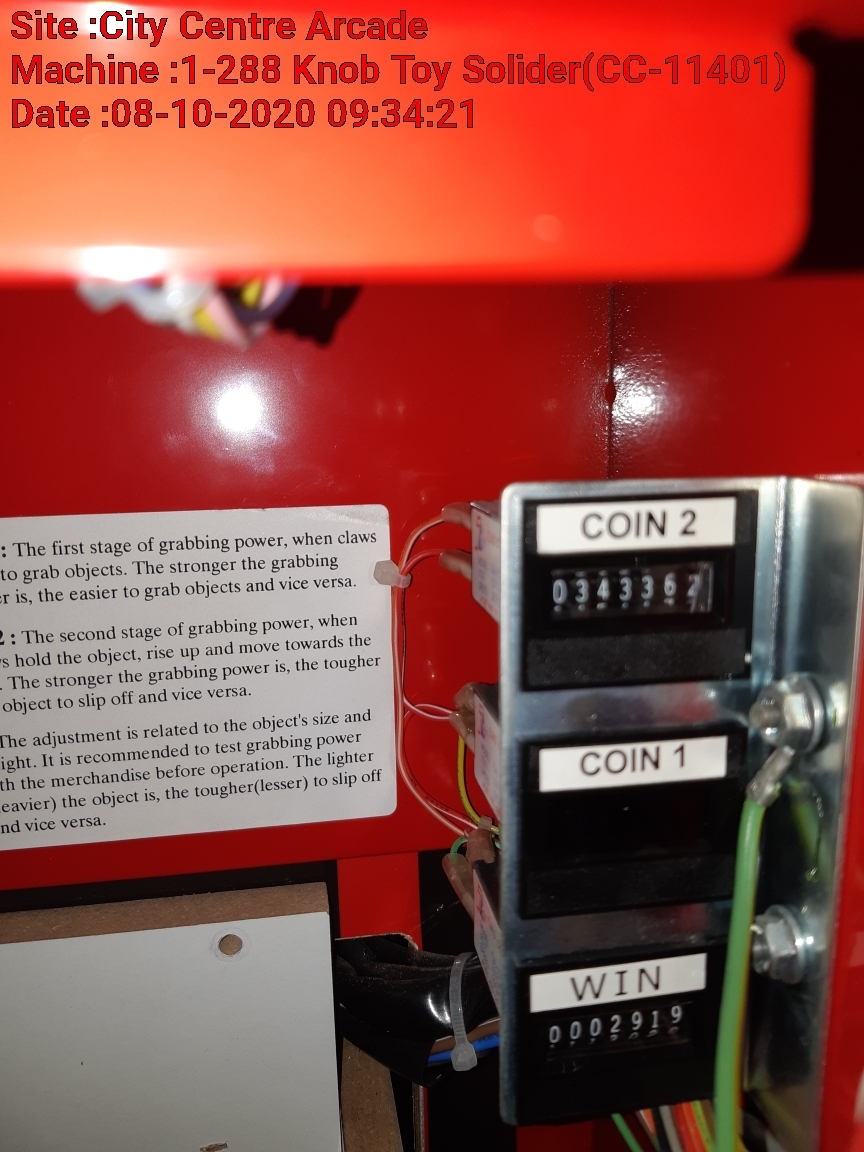 Site :City Centre Arcade
Machine :1-288 Knob Toy Solider(CC-11401)
Date :08-10-2020 09:34:21
: The first stage of grabbing power, when claws
to grab objects. The stronger the grabbing
r is, the easier to grab objects and vice versa.
2 : The second stage of grabbing power, when
s hold the object, rise up and move towards the
. The stronger the grabbing power is, the tougher
object to slip off and vice versa.
The adjustment is related to the object's size and
ight. It is recommended to test grabbing power
th the merchandise before operation. The lighter
eavier) the object is, the tougher(lesser) to slip off
nd vice versa.
COIN 2
034336
COIN 1
WIN
0002919